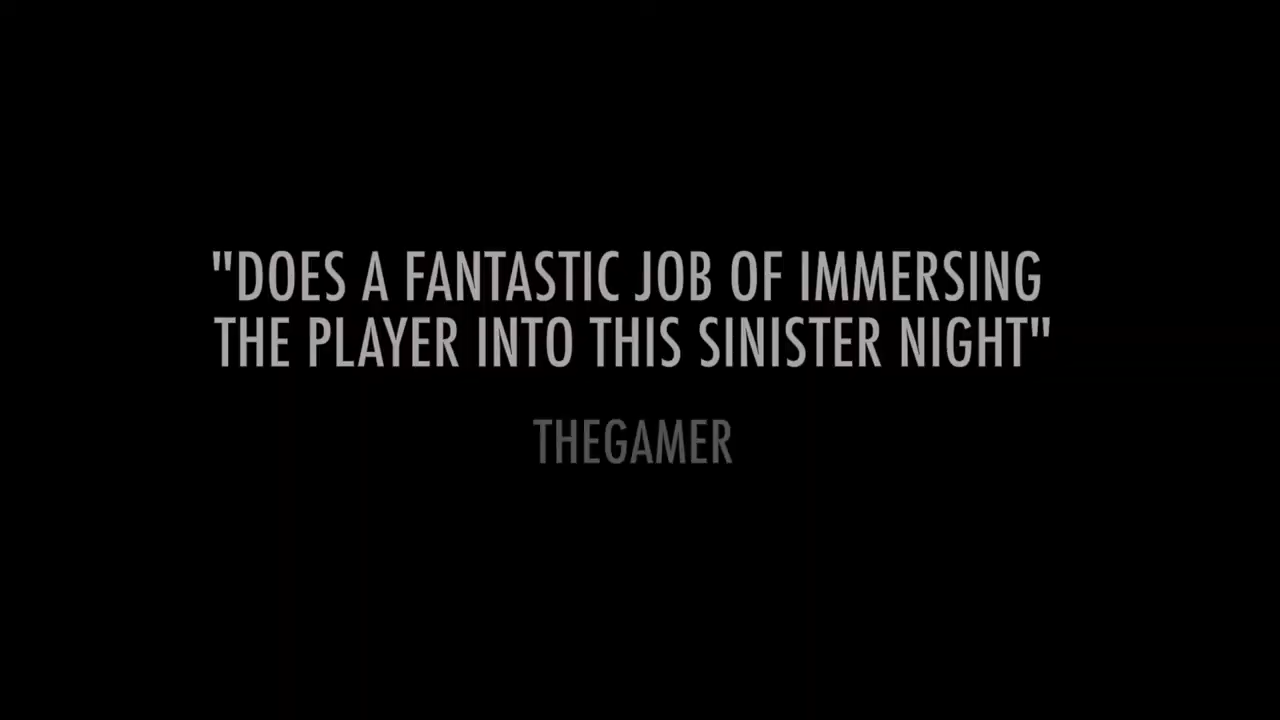 "DOES A FANTASTIC JOB OF IMMERSING
THE PLAYER INTO THIS SINISTER NIGHT"
THEGAMER